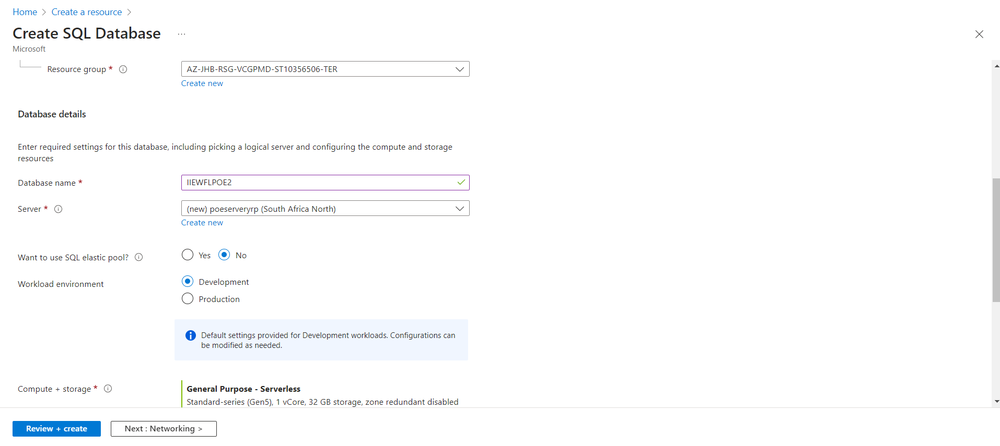 Home > Create a resource >
Create SQL Database ...
Microsoft
Resource group *
AZ-JHB-RSG-VCGPMD-ST10356506-TER
Create new
Database details
Enter required settings for this database, including picking a logical server and configuring the compute and storage
resources
Database name *
IIEWFLPOE2
Server *
(new) poeserveryrp (South Africa North)
Create new
Want to use SQL elastic pool?
Yes No
Workload environment
Development
Production
Default settings provided for Development workloads. Configurations can
be modified as needed.
Compute + storage *
General Purpose - Serverless
Standard-series (Gen5), 1 vCore, 32 GB storage, zone redundant disabled
Review + create
Next : Networking >